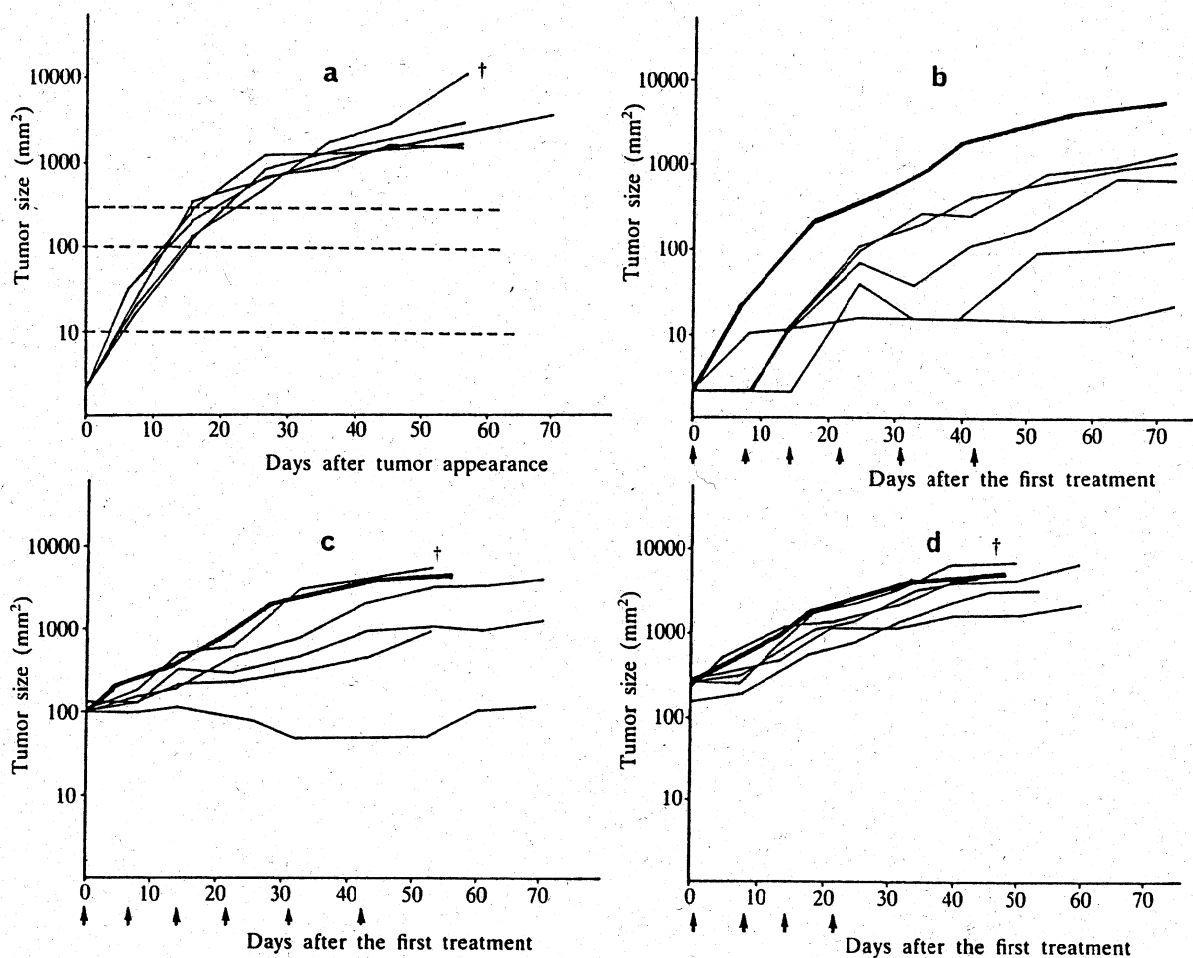 a
†
Tumor size (mm²)
10000
1000
100
10
0 10 20 30 40 50 60 70
Days after tumor appearance
b
Tumor size (mm²)
10000
1000
100
10
0 10 20 30 40 50 60 70
Days after the first treatment
c
†
Tumor size (mm²)
10000
1000
100
10
0 10 20 30 40 50 60 70
Days after the first treatment
d
†
Tumor size (mm²)
10000
1000
100
10
0 10 20 30 40 50 60 70
Days after the first treatment